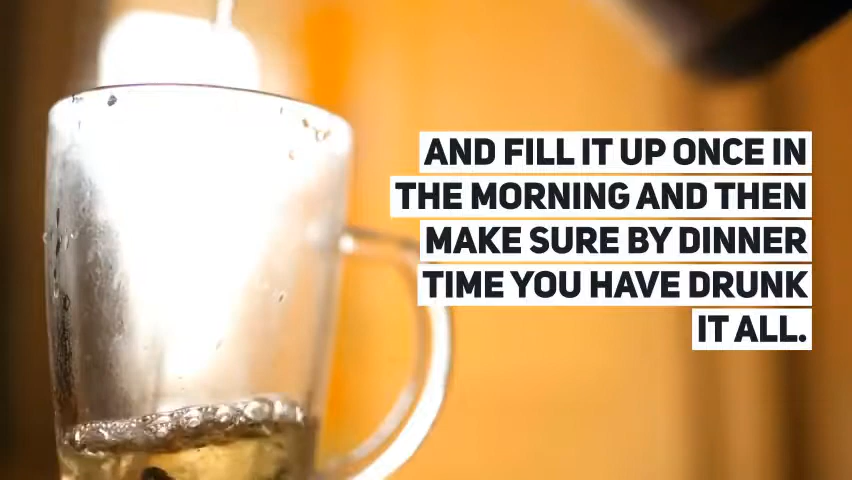 AND FILL IT UP ONCE IN
THE MORNING AND THEN
MAKE SURE BY DINNER
TIME YOU HAVE DRUNK
IT ALL.